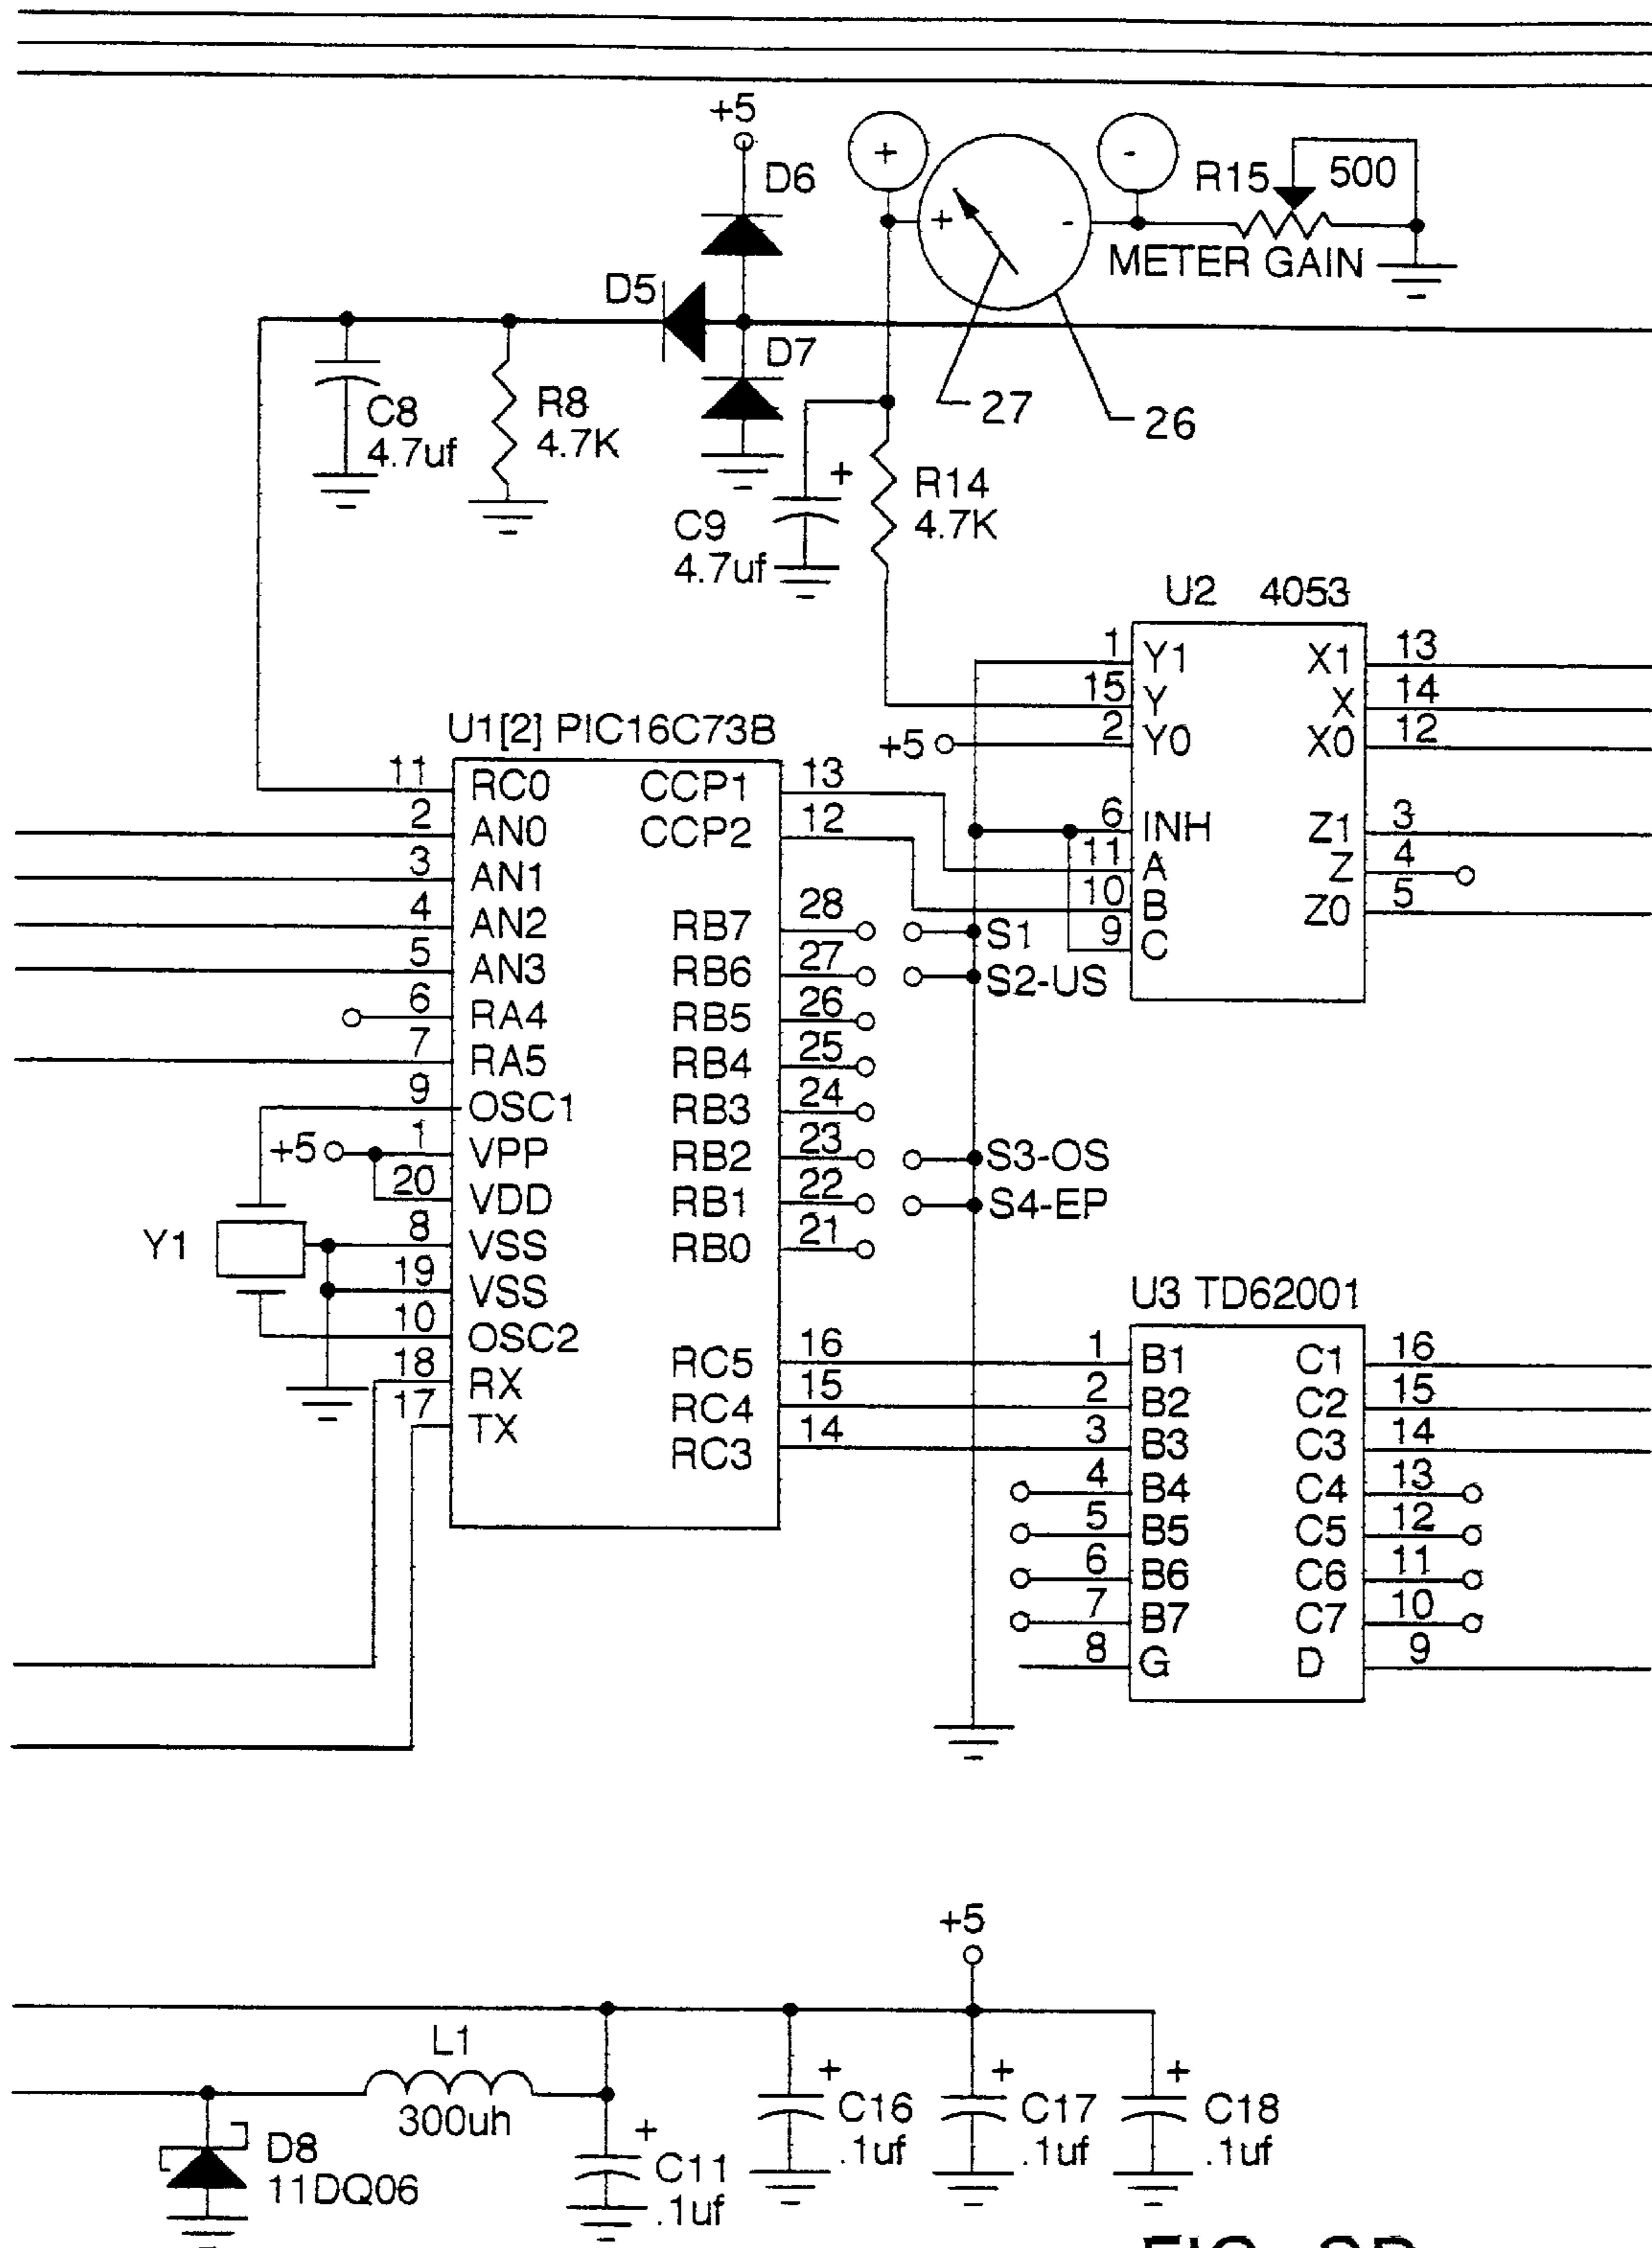 +5
D6
+
-
R15
500
+
-
METER GAIN
D5
D7
27
26
C8
4.7uf
R8
4.7K
+
R14
4.7K
C9
4.7uf
U2 4053
1 Y1 X1 13
15 Y X 14
+5 2 Y0 X0 12
6 INH Z1 3
11 A Z 4
10 B Z0 5
9 C
U1[2] PIC16C73B
11 RC0 CCP1 13
2 AN0 CCP2 12
3 AN1
4 AN2 RB7 28 S1
5 AN3 RB6 27 S2-US
6 RA4 RB5 26
7 RA5 RB4 25
9 OSC1 RB3 24
+5 1 VPP RB2 23 S3-OS
20 VDD RB1 22 S4-EP
Y1 8 VSS RB0 21
19 VSS
10 OSC2
18 RX RC5 16
17 TX RC4 15
RC3 14
U3 TD62001
1 B1 C1 16
2 B2 C2 15
3 B3 C3 14
4 B4 C4 13
5 B5 C5 12
6 B6 C6 11
7 B7 C7 10
8 G D 9
+5
L1
300uh
D8
11DQ06
+
C11
.1uf
+
C16
.1uf
+
C17
.1uf
+
C18
.1uf